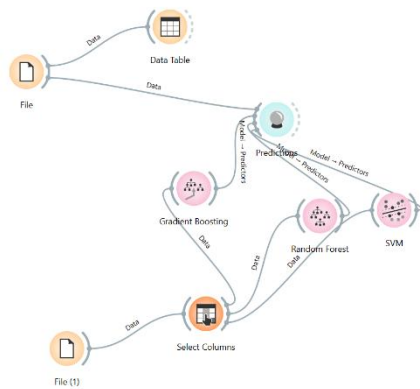 Data
Data Table
File
Data
Predictions
Model → Predictors
Model → Predictors
Model → Predictors
Gradient Boosting
Random Forest
SVM
Data
Data
Data
Data
Select Columns
File (1)